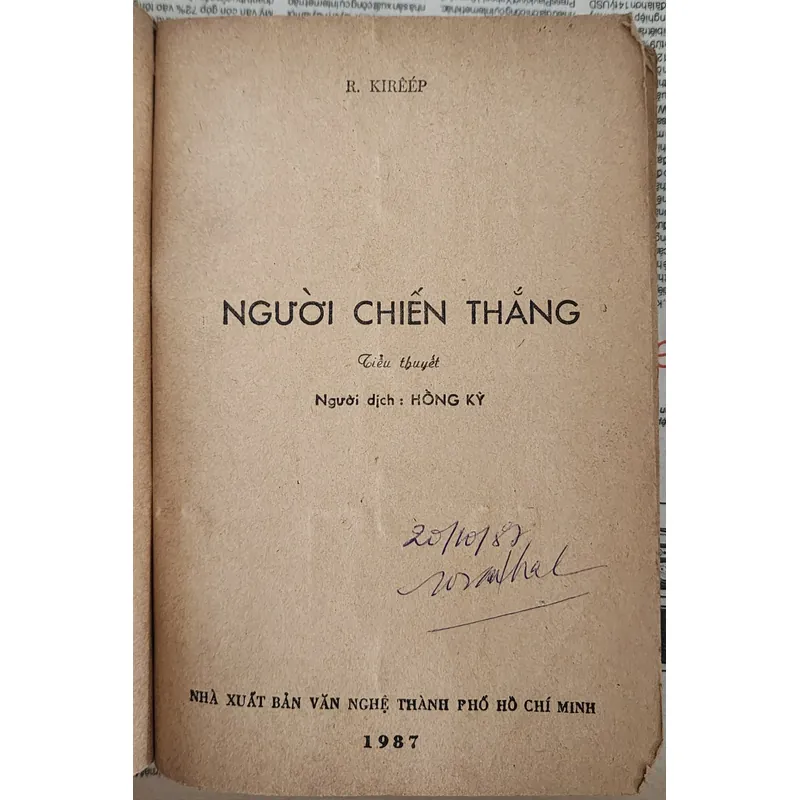 R. KIRÊÉP
NGƯỜI CHIẾN THẮNG
Tiểu thuyết
Người dịch : HỒNG KỲ
20/10/87
NHÀ XUẤT BẢN VĂN NGHỆ THÀNH PHỐ HỒ CHÍ MINH
1987